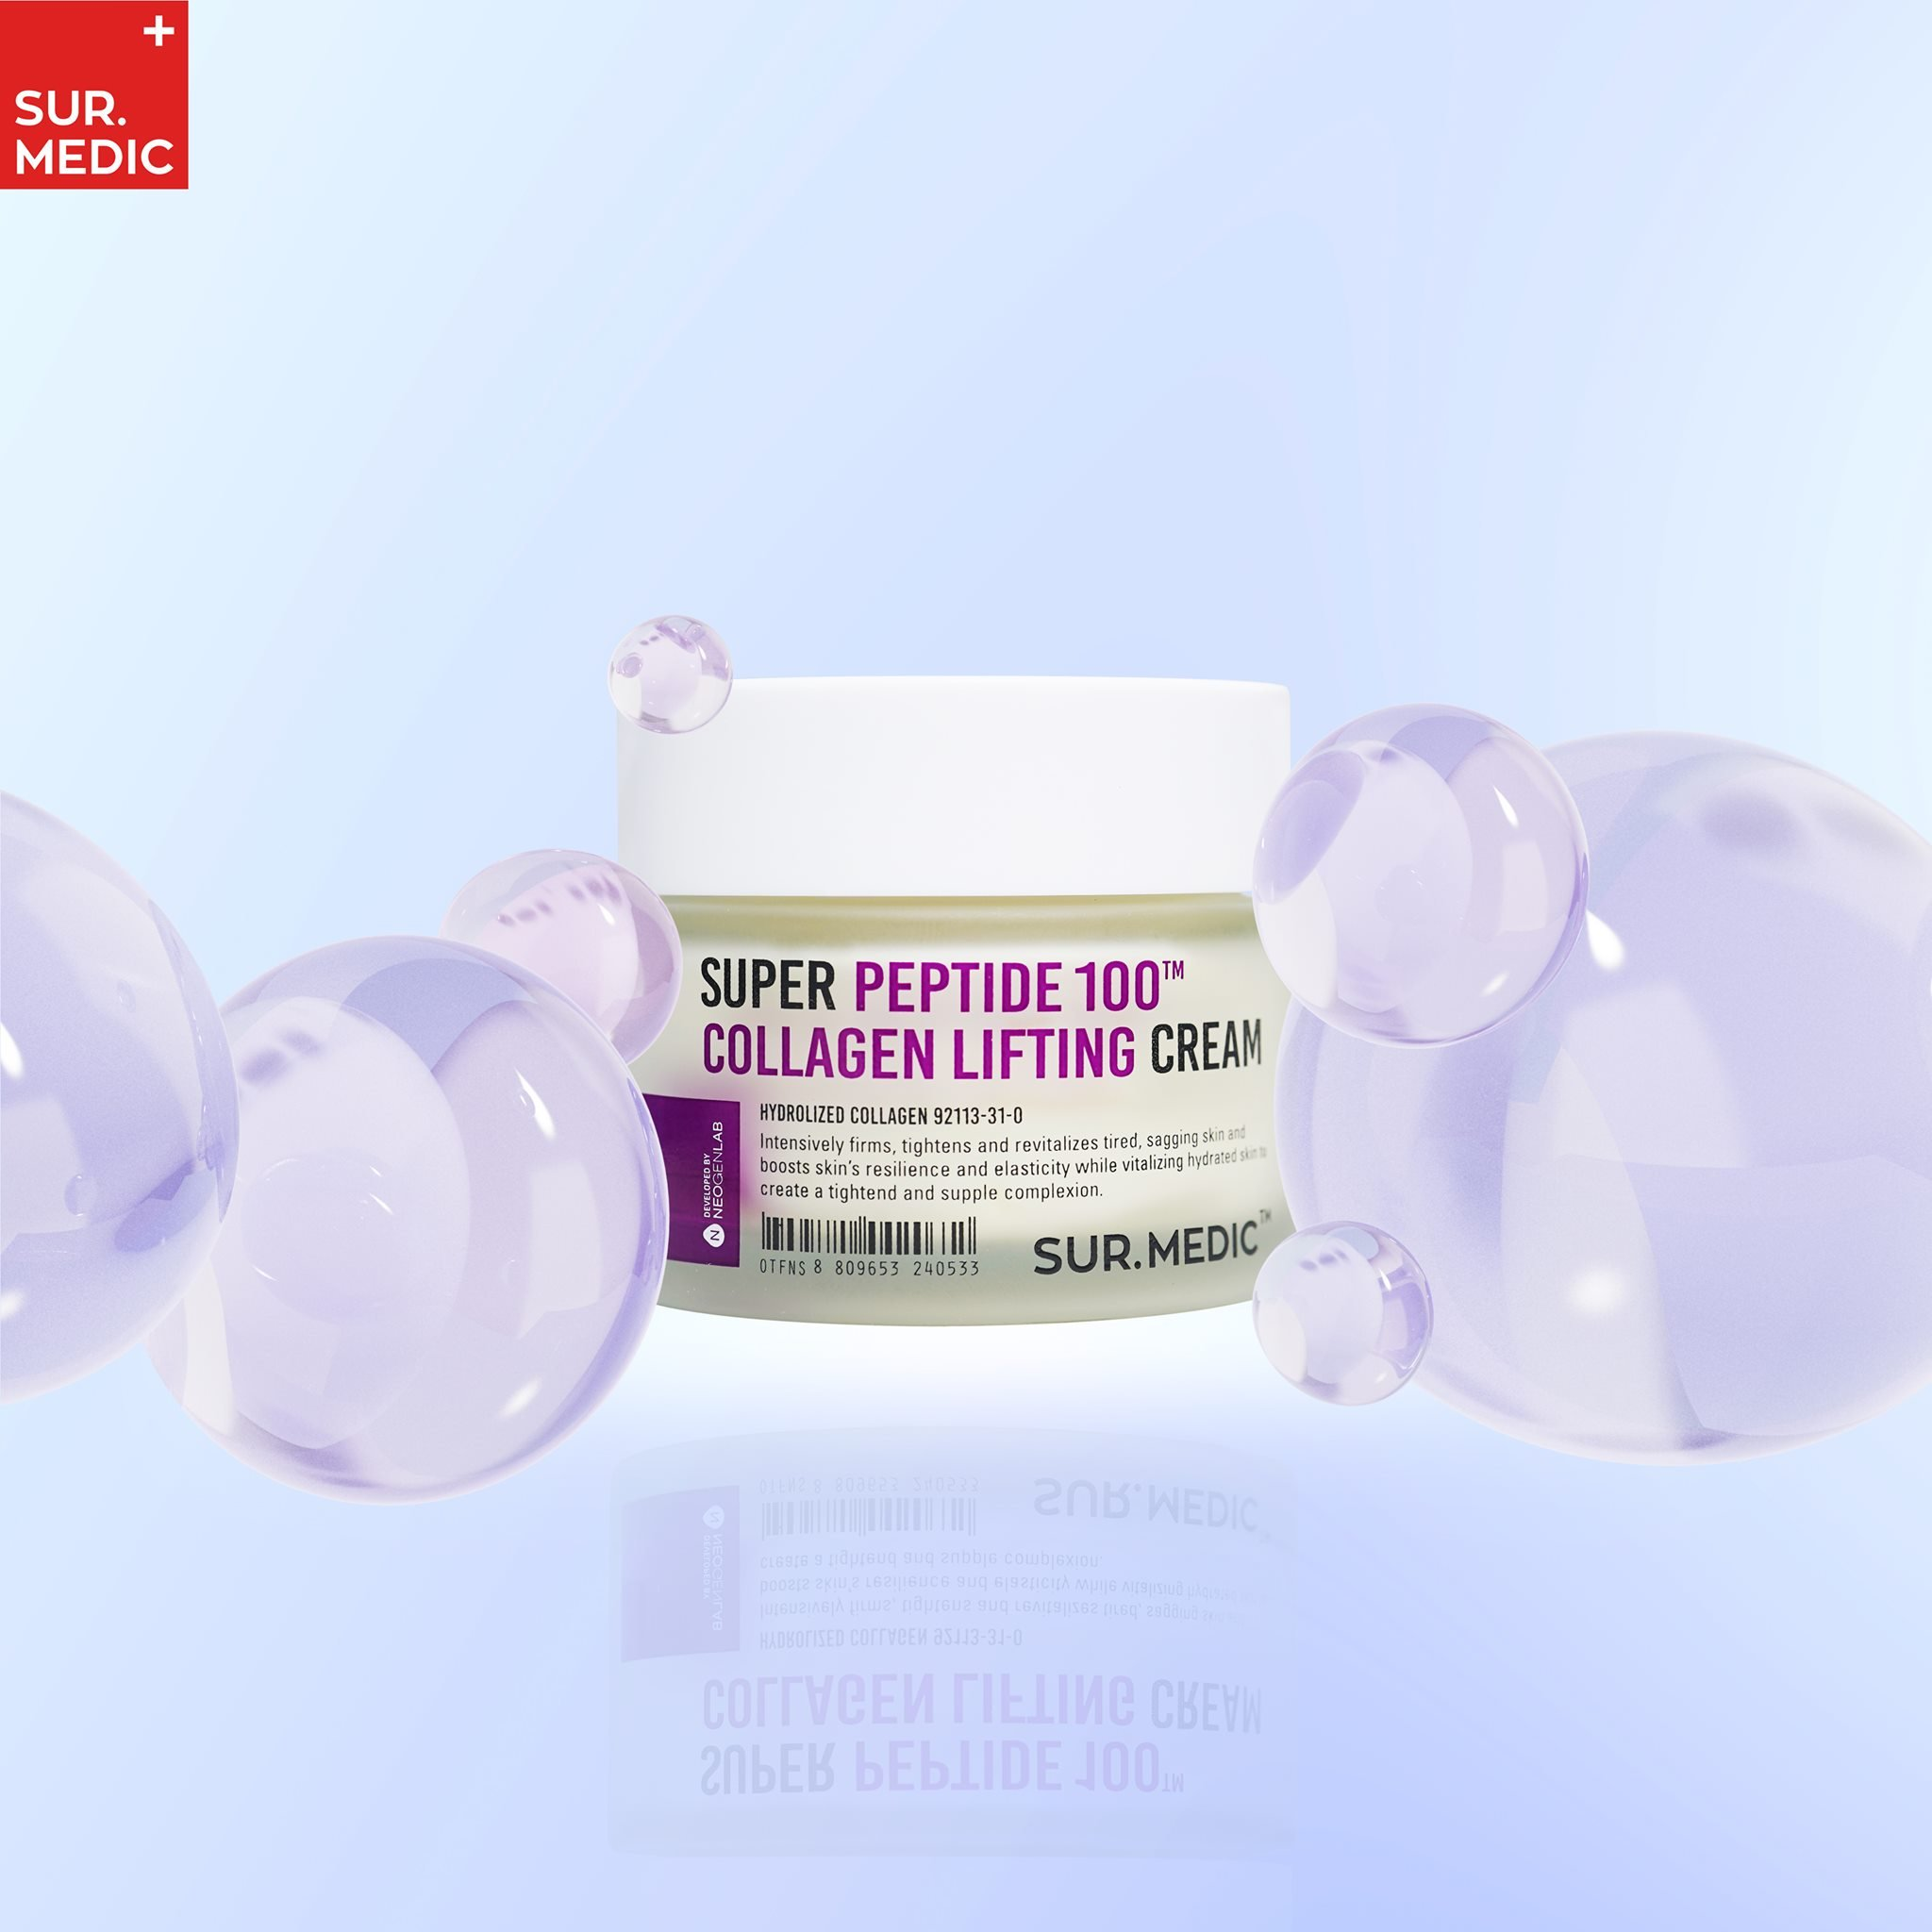 +
SUR.
MEDIC
SUPER PEPTIDE 100™
COLLAGEN LIFTING CREAM
HYDROLIZED COLLAGEN 92113-31-0
Intensively firms, tightens and revitalizes tired, sagging skin and
boosts skin's resilience and elasticity while vitalizing hydrated skin to
create a tightend and supple complexion.
DEVELOPED BY
NEOGENLAB
N
OTFNS 8 809653 240533
SUR.MEDIC™